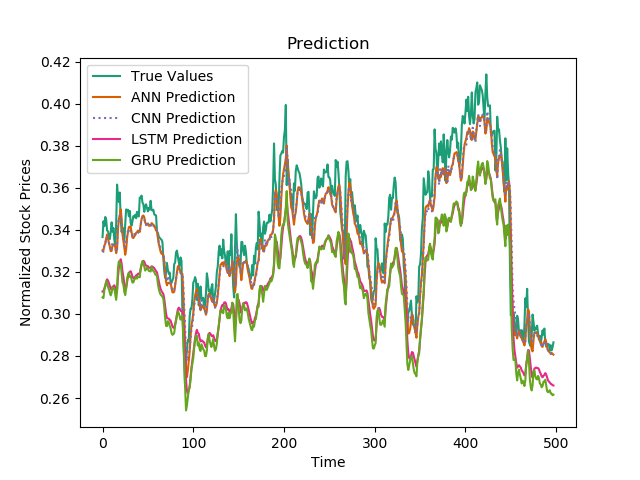 Prediction
0.42
0.40
0.38
0.36
0.34
0.32
0.30
0.28
0.26
Normalized Stock Prices
True Values
ANN Prediction
CNN Prediction
LSTM Prediction
GRU Prediction
0
100
200
300
400
500
Time